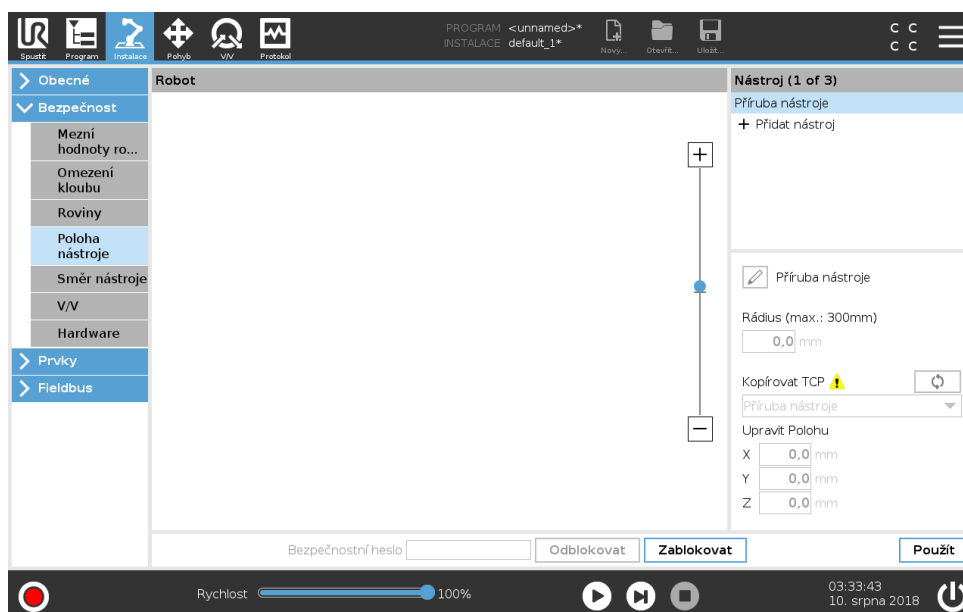 UR
PROGRAM <unnamed>*
INSTALACE default_1*
Spustit Program Instalace Pohyb V/V Protokol Nový... Otevřít... Uložit...
C C
C C
Obecné
Bezpečnost
Mezní
hodnoty ro...
Omezení
kloubu
Roviny
Poloha
nástroje
Směr nástroje
V/V
Hardware
Prvky
Fieldbus
Robot
Nástroj (1 of 3)
Příruba nástroje
+ Přidat nástroj
Příruba nástroje
Rádius (max.: 300mm)
0,0 mm
Kopírovat TCP
Příruba nástroje
Upravit Polohu
X 0,0 mm
Y 0,0 mm
Z 0,0 mm
Bezpečnostní heslo Odblokovat Zablokovat Použít
Rychlost 100%
03:33:43
10. srpna 2018